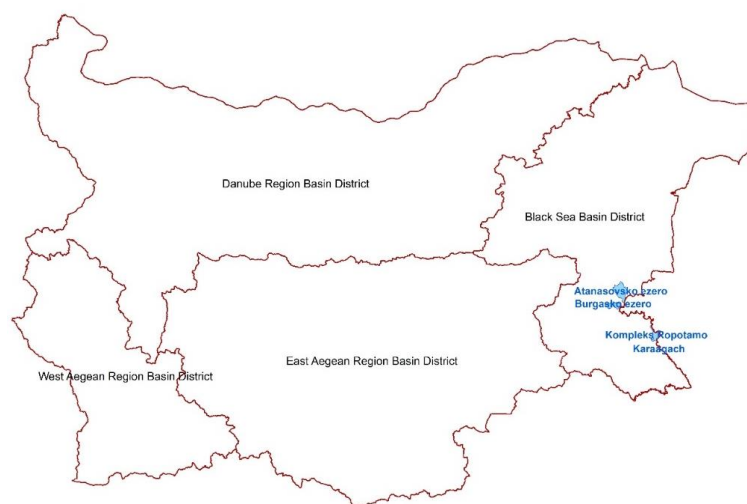 Danube Region Basin District
Black Sea Basin District
Atanasovsko ezero
Burgasko ezero
Kompleks Ropotamo
Karaagach
East Aegean Region Basin District
West Aegean Region Basin District